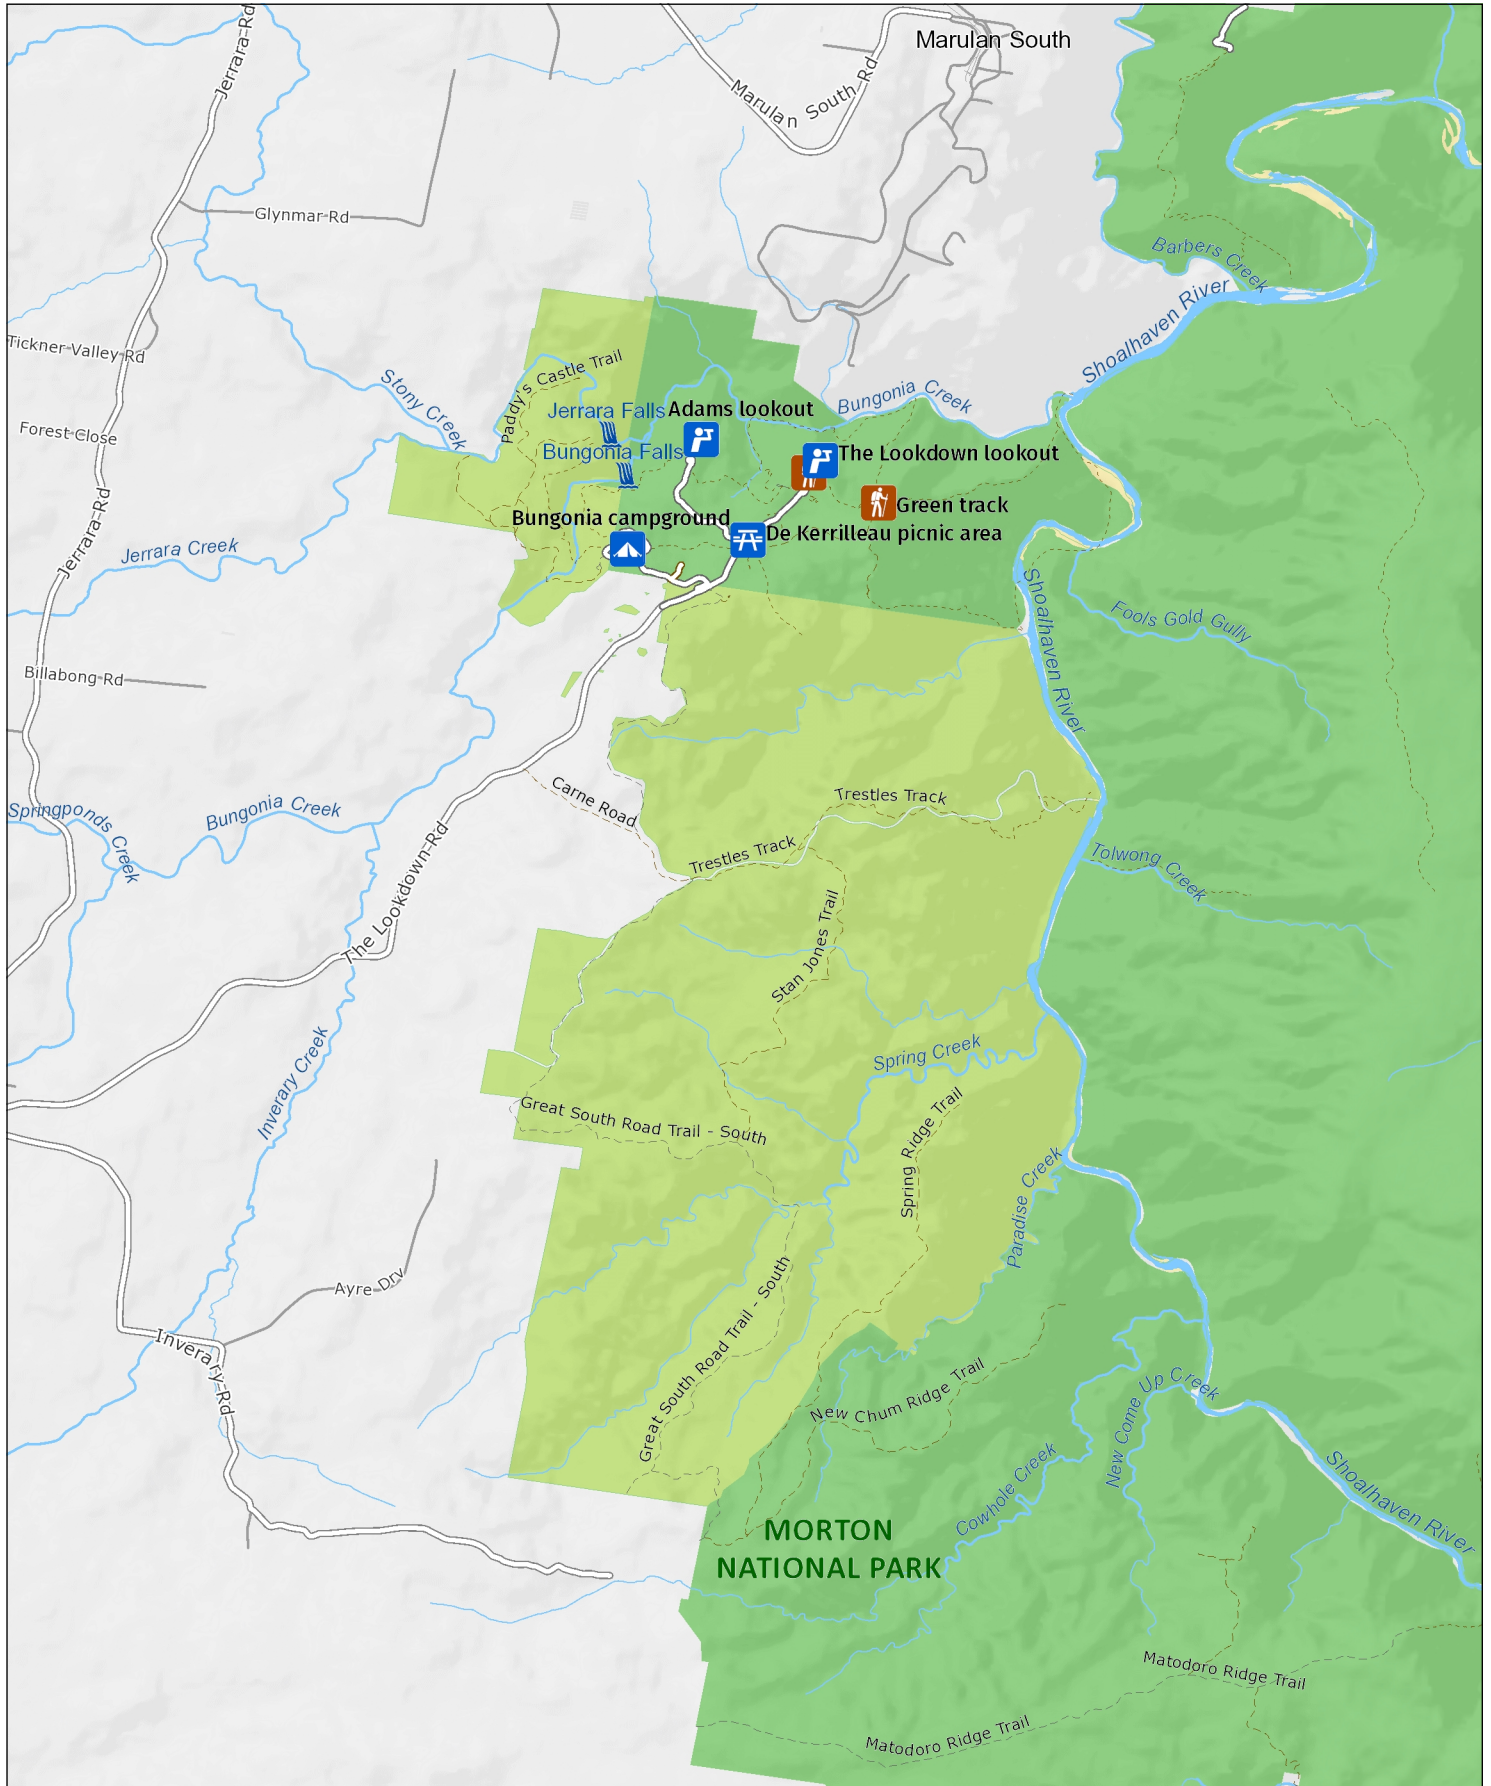 Jerrara-Rd
Marulan South
Marulan South Rd
Glynmar Rd
Barbers Creek
Shoalhaven River
Tickner Valley Rd
Paddy's Castle Trail
Stony Creek
Bungonia Creek
Jerrara Falls
Adams lookout
Forest Close
Bungonia Falls
The Lookdown lookout
Jerrara-Rd
Green track
Bungonia campground
De Kerrilleau picnic area
Jerrara Creek
Shoalhaven River
Fools Gold Gully
Billabong Rd
Carne Road
Trestles Track
Springponds Creek
Bungonia Creek
Trestles Track
Tolwong Creek
The Lookdown-Rd
Stan Jones Trail
Inverary Creek
Spring Creek
Great South Road Trail - South
Spring Ridge Trail
Paradise Creek
Ayre Drv
Great South Road Trail - South
Inverary-Rd
New Chum Ridge Trail
New Come Up Creek
Cowhole Creek
Shoalhaven River
MORTON
NATIONAL PARK
Matodoro Ridge Trail
Matodoro Ridge Trail